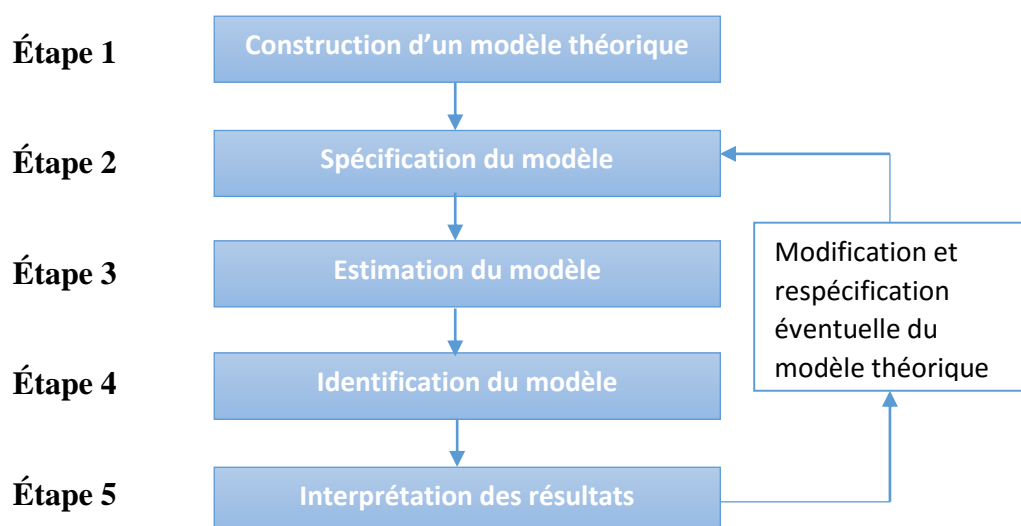 Étape 1
Construction d’un modèle théorique
Étape 2
Spécification du modèle
Étape 3
Estimation du modèle
Étape 4
Identification du modèle
Étape 5
Interprétation des résultats
Modification et
respécification
éventuelle du
modèle théorique